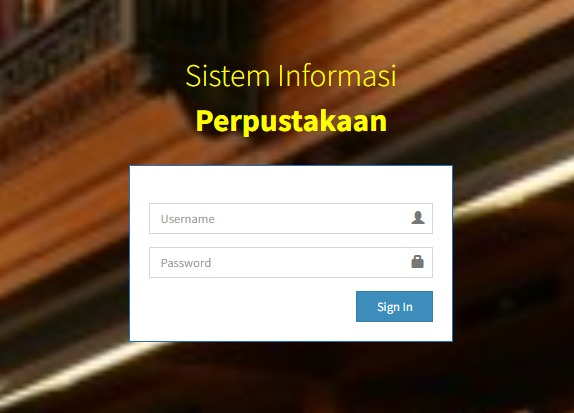 Sistem Informasi
Perpustakaan
Username
Password
Sign In